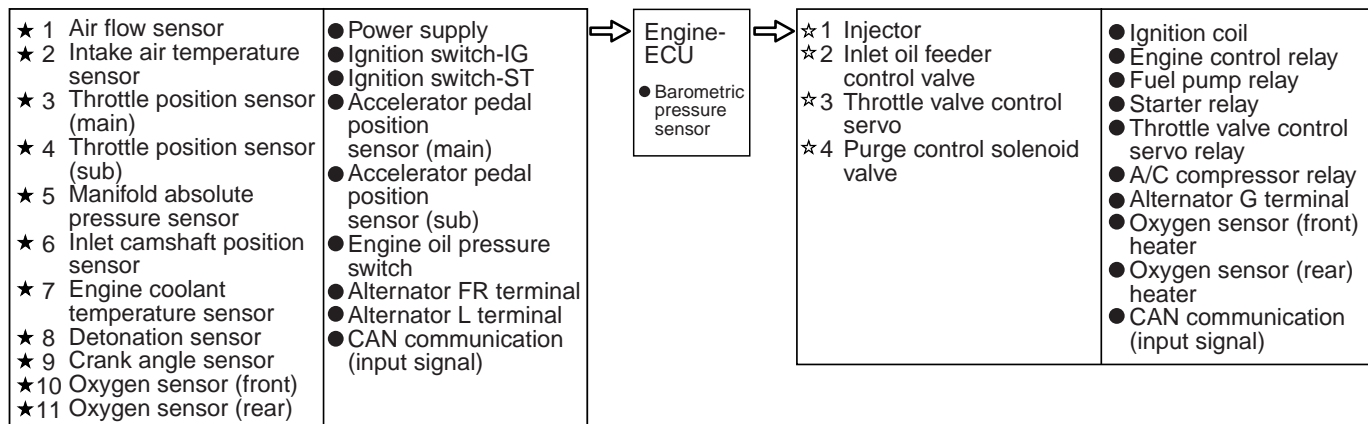 ★ 1 Air flow sensor
★ 2 Intake air temperature
sensor
★ 3 Throttle position sensor
(main)
★ 4 Throttle position sensor
(sub)
★ 5 Manifold absolute
pressure sensor
★ 6 Inlet camshaft position
sensor
★ 7 Engine coolant
temperature sensor
★ 8 Detonation sensor
★ 9 Crank angle sensor
★10 Oxygen sensor (front)
★11 Oxygen sensor (rear)
● Power supply
● Ignition switch-IG
● Ignition switch-ST
● Accelerator pedal
position
sensor (main)
● Accelerator pedal
position
sensor (sub)
● Engine oil pressure
switch
● Alternator FR terminal
● Alternator L terminal
● CAN communication
(input signal)
Engine-
ECU
● Barometric
pressure
sensor
☆1 Injector
☆2 Inlet oil feeder
control valve
☆3 Throttle valve control
servo
☆4 Purge control solenoid
valve
● Ignition coil
● Engine control relay
● Fuel pump relay
● Starter relay
● Throttle valve control
servo relay
● A/C compressor relay
● Alternator G terminal
● Oxygen sensor (front)
heater
● Oxygen sensor (rear)
heater
● CAN communication
(input signal)